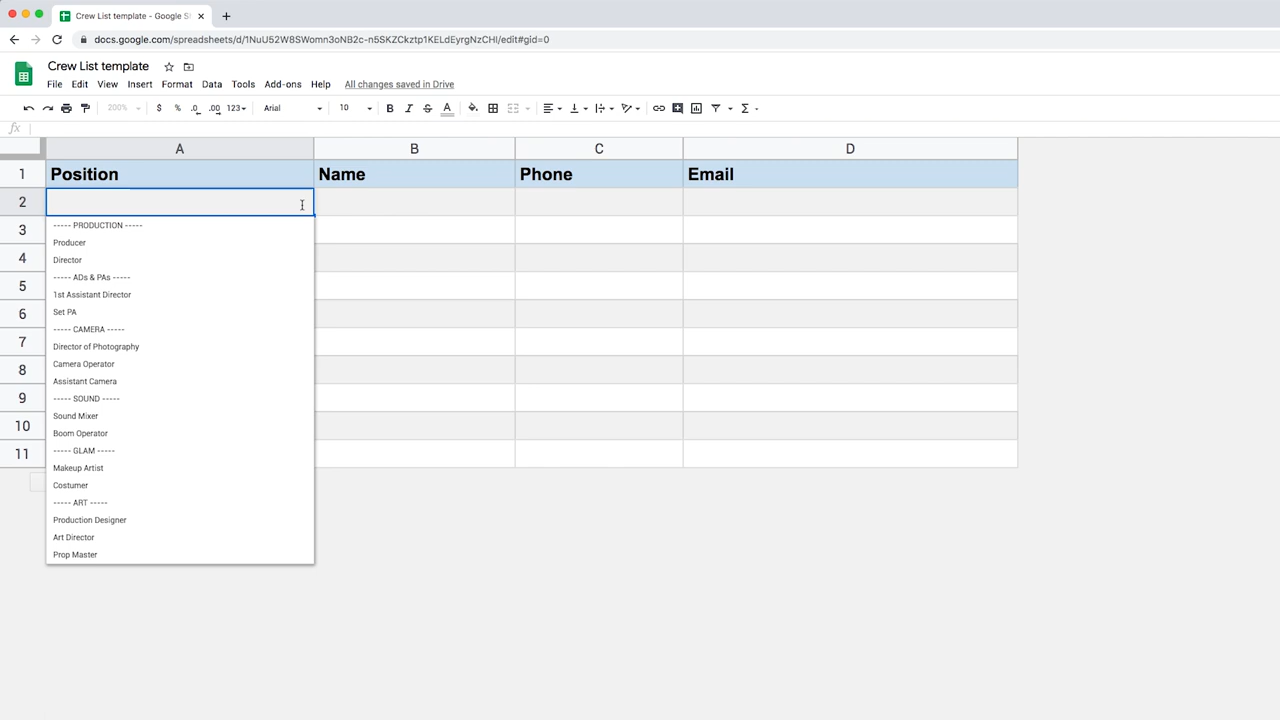 Crew List template - Google S
docs.google.com/spreadsheets/d/1NuU52W8SWomn3oNB2c-n5SKZCkztp1KELdEyrgNzCHI/edit#gid=0
Crew List template
File Edit View Insert Format Data Tools Add-ons Help All changes saved in Drive
200% $ % .0 .00 123 Arial 10 B I S A Σ
fx
A B C D
1 Position Name Phone Email
2
----- PRODUCTION -----
3
Producer
4
Director
----- ADs & PAs -----
5
1st Assistant Director
6
Set PA
----- CAMERA -----
7
Director of Photography
8
Camera Operator
Assistant Camera
9
----- SOUND -----
Sound Mixer
10
Boom Operator
11
----- GLAM -----
Makeup Artist
Costumer
----- ART -----
Production Designer
Art Director
Prop Master